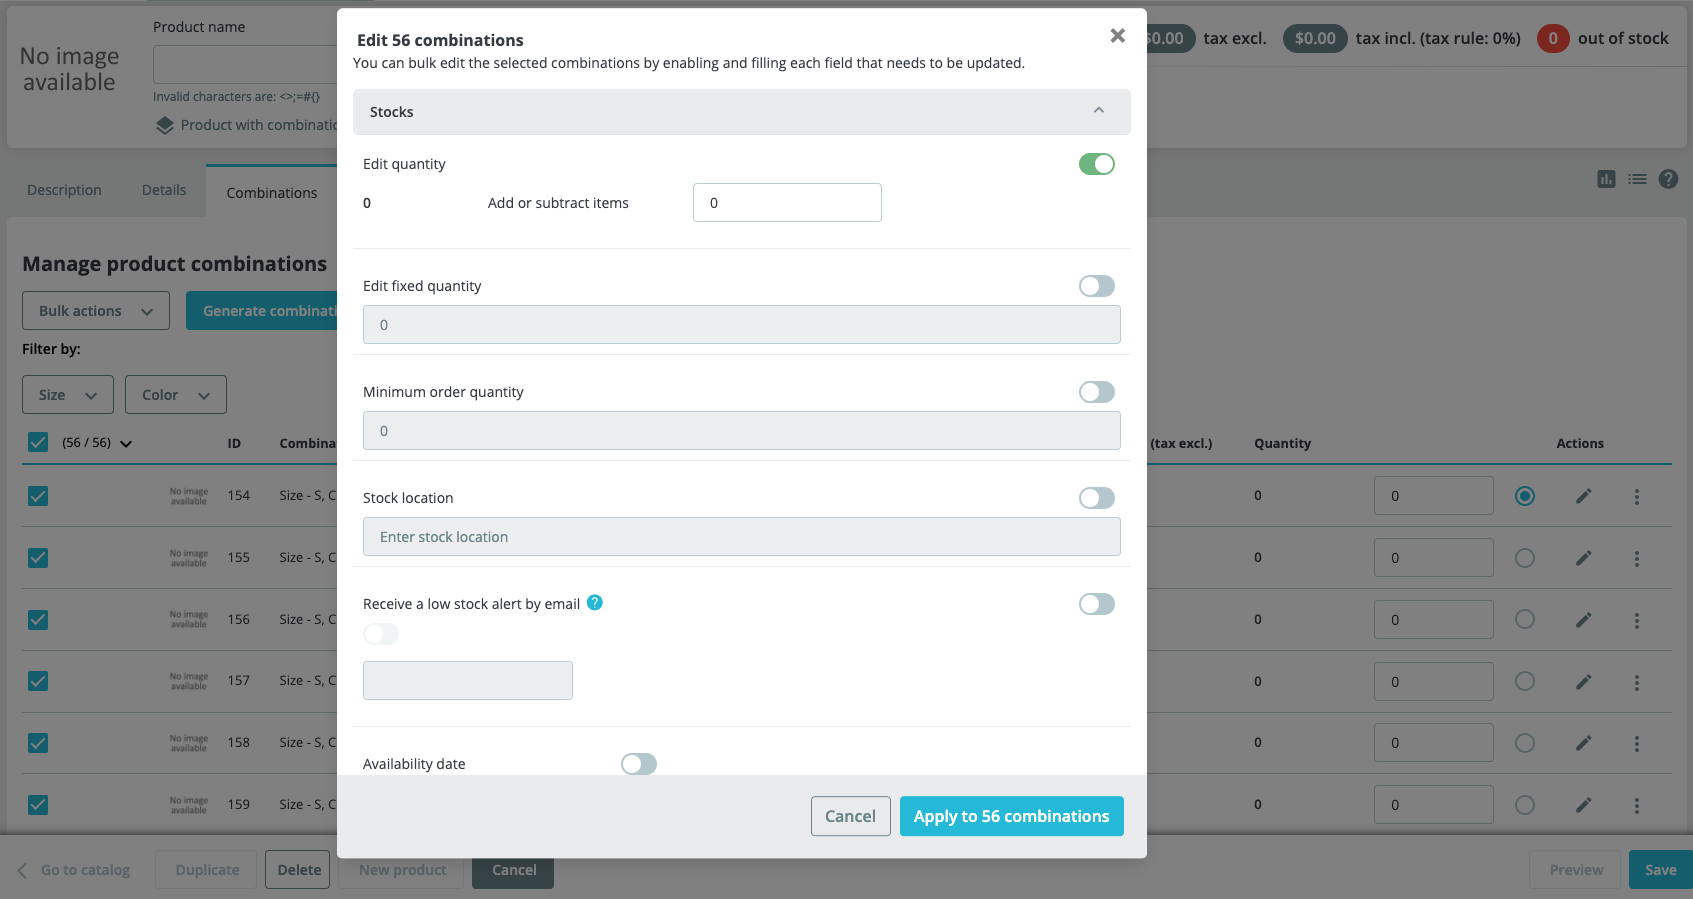 No image
available
Product name
Invalid characters are: <>;=#{}
Product with combinatio
$0.00 tax excl.
$0.00 tax incl. (tax rule: 0%)
0 out of stock
Description
Details
Combinations
Manage product combinations
Bulk actions
Generate combinati
Filter by:
Size
Color
(56 / 56) ID Combina (tax excl.) Quantity Actions
No image
available
154 Size - S, C 0 0
No image
available
155 Size - S, C 0 0
No image
available
156 Size - S, C 0 0
No image
available
157 Size - S, C 0 0
No image
available
158 Size - S, C 0 0
No image
available
159 Size - S, C 0 0
Edit 56 combinations
You can bulk edit the selected combinations by enabling and filling each field that needs to be updated.
Stocks
Edit quantity
0 Add or subtract items 0
Edit fixed quantity
0
Minimum order quantity
0
Stock location
Enter stock location
Receive a low stock alert by email ?
Availability date
Cancel
Apply to 56 combinations
Go to catalog
Duplicate
Delete
New product
Cancel
Preview
Save